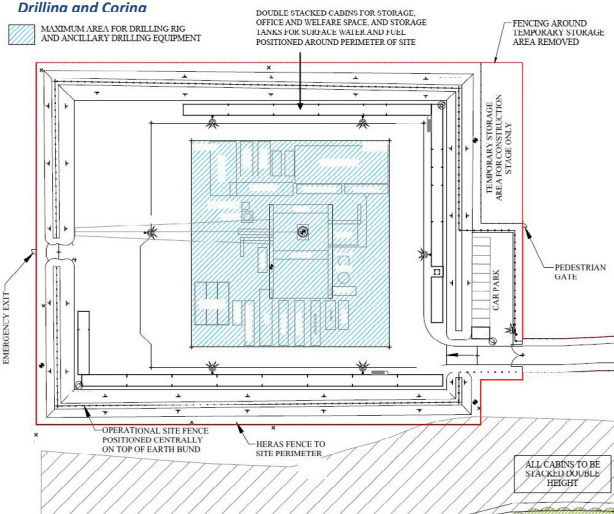 Drilling and Coring
MAXIMUM AREA FOR DRILLING RIG
AND ANCILLARY DRILLING EQUIPMENT
DOUBLE STACKED CABINS FOR STORAGE,
OFFICE AND WELFARE SPACE, AND STORAGE
TANKS FOR SURFACE WATER AND FUEL
POSITIONED AROUND PERIMETER OF SITE
FENCING AROUND
TEMPORARY STORAGE
AREA REMOVED
TEMPORARY STORAGE
AREA FOR CONSTRUCTION
STAGE ONLY
PEDESTRIAN
GATE
CAR PARK
EMERGENCY EXIT
OPERATIONAL SITE FENCE
POSITIONED CENTRALLY
ON TOP OF EARTH BUND
HERAS FENCE TO
SITE PERIMETER
ALL CABINS TO BE
STACKED DOUBLE
HEIGHT